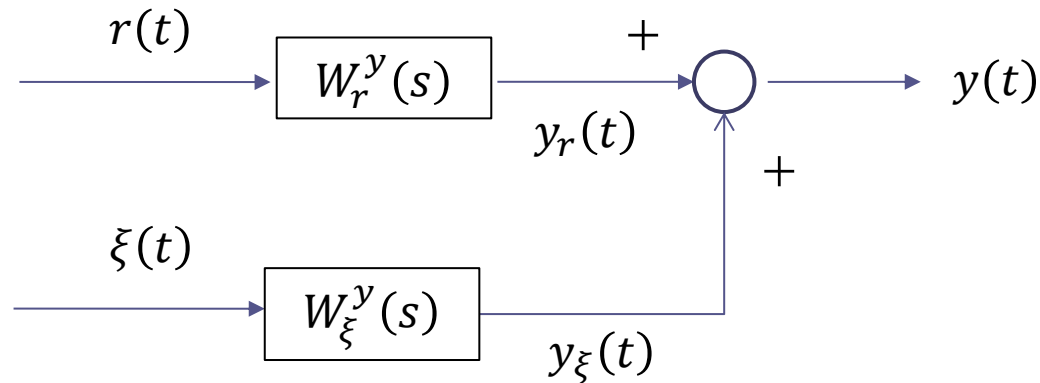 r(t)
+
W_r^y(s)
y(t)
y_r(t)
+
ξ(t)
W_ξ^y(s)
y_ξ(t)